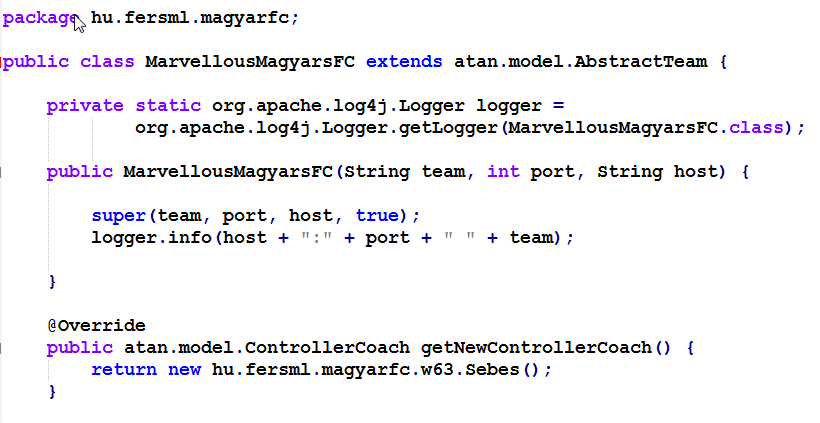 package hu.fersml.magyarfc;
public class MarvellousMagyarsFC extends atan.model.AbstractTeam {
private static org.apache.log4j.Logger logger =
org.apache.log4j.Logger.getLogger(MarvellousMagyarsFC.class);
public MarvellousMagyarsFC(String team, int port, String host) {
super(team, port, host, true);
logger.info(host + ":" + port + " " + team);
}
@Override
public atan.model.ControllerCoach getNewControllerCoach() {
return new hu.fersml.magyarfc.w63.Sebes();
}